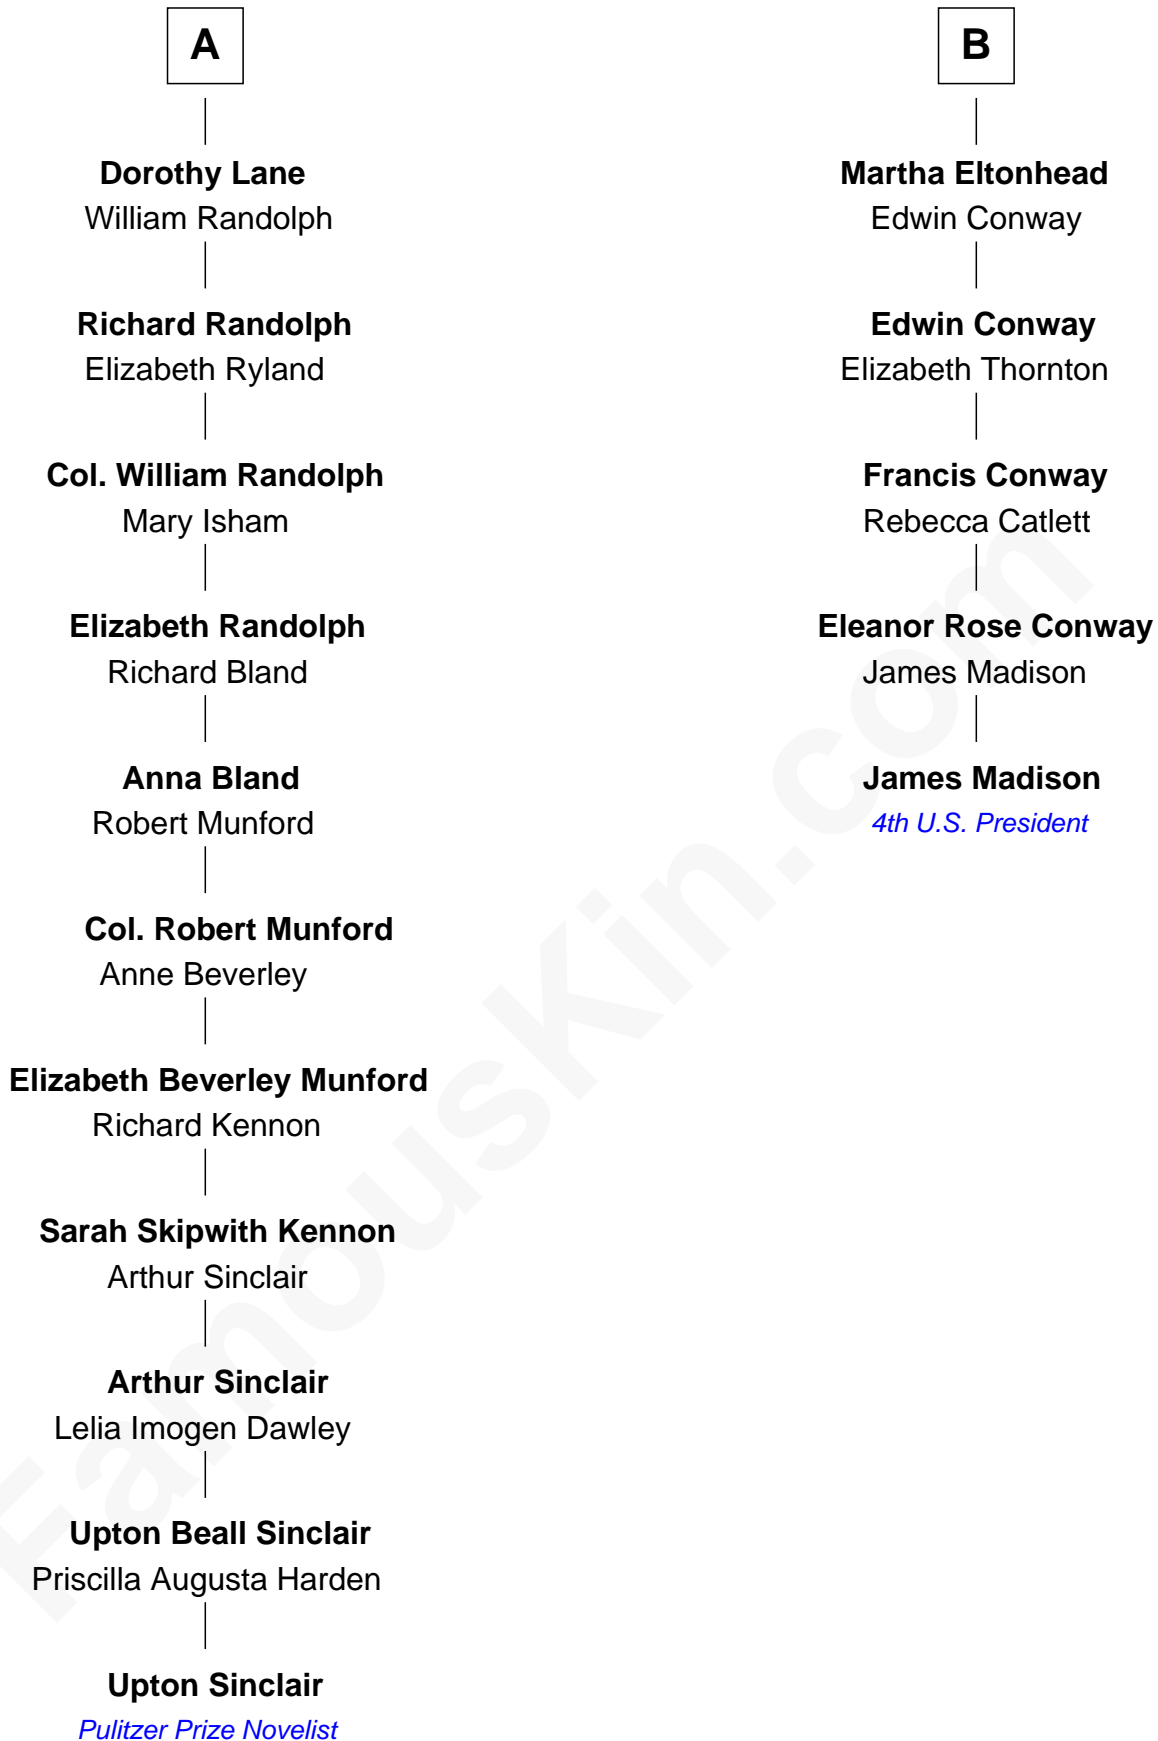 A
Dorothy Lane
William Randolph
Richard Randolph
Elizabeth Ryland
Col. William Randolph
Mary Isham
Elizabeth Randolph
Richard Bland
Anna Bland
Robert Munford
Col. Robert Munford
Anne Beverley
Elizabeth Beverley Munford
Richard Kennon
Sarah Skipwith Kennon
Arthur Sinclair
Arthur Sinclair
Lelia Imogen Dawley
Upton Beall Sinclair
Priscilla Augusta Harden
Upton Sinclair
Pulitzer Prize Novelist
B
Martha Eltonhead
Edwin Conway
Edwin Conway
Elizabeth Thornton
Francis Conway
Rebecca Catlett
Eleanor Rose Conway
James Madison
James Madison
4th U.S. President
FamousKin.com